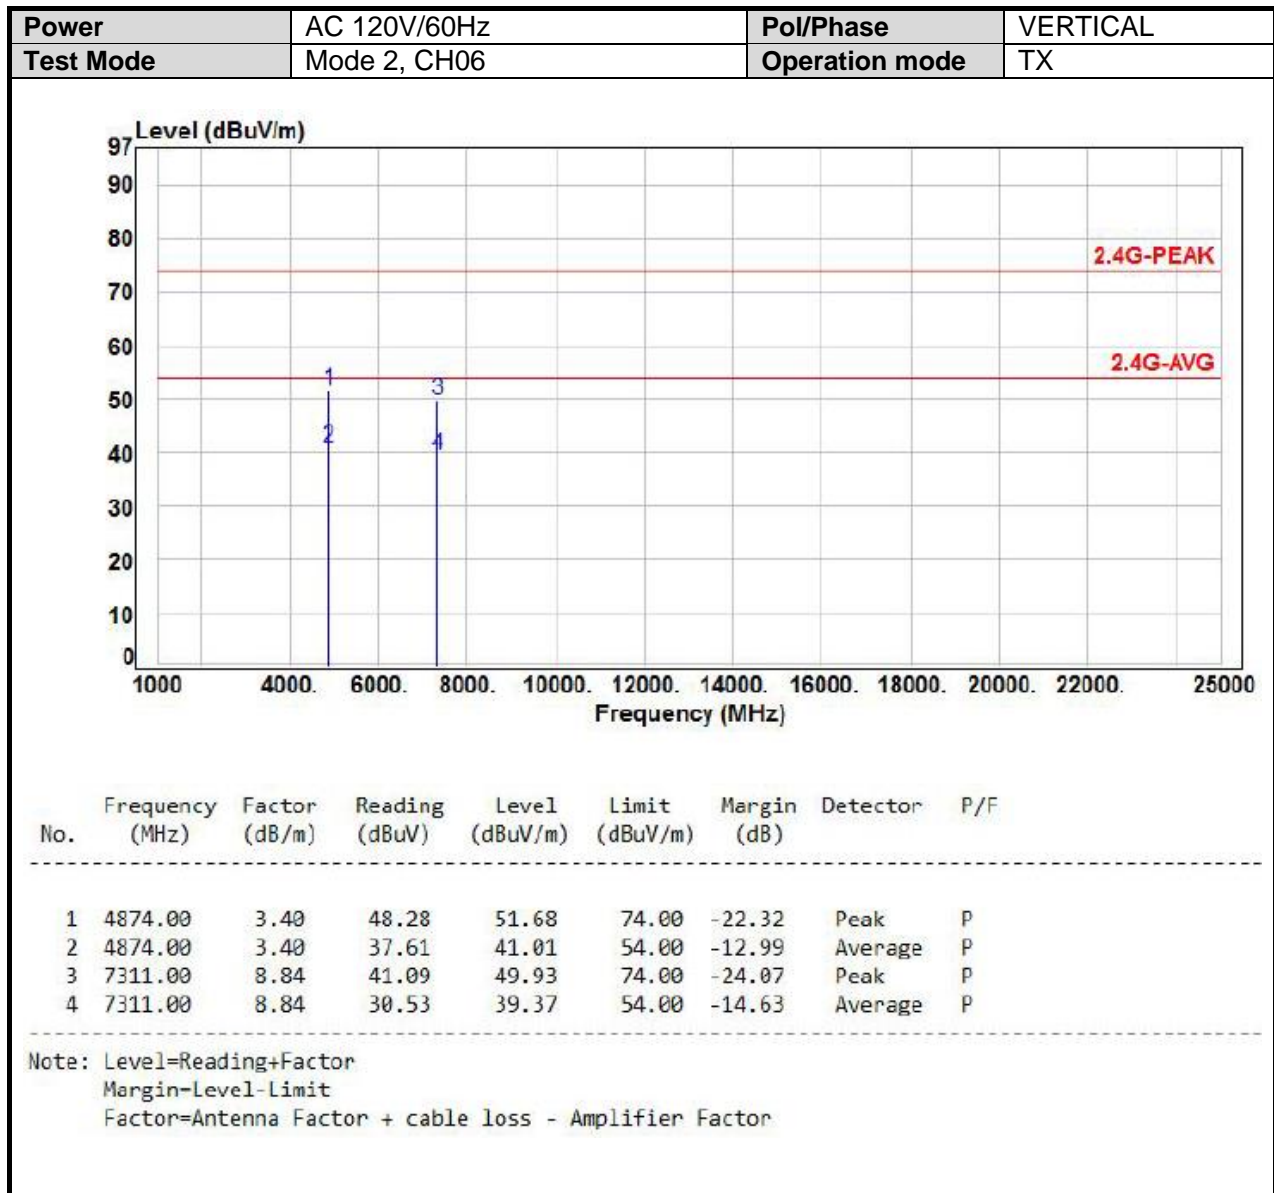 Power AC 120V/60Hz Pol/Phase VERTICAL
Test Mode Mode 2, CH06 Operation mode TX
Level (dBuV/m)
97
90
80
2.4G-PEAK
70
60
2.4G-AVG
1
3
50
2
4
40
30
20
10
0
1000 4000. 6000. 8000. 10000. 12000. 14000. 16000. 18000. 20000. 22000. 25000
Frequency (MHz)
Frequency Factor Reading Level Limit Margin Detector P/F
No. (MHz) (dB/m) (dBuV) (dBuV/m) (dBuV/m) (dB)
1 4874.00 3.40 48.28 51.68 74.00 -22.32 Peak P
2 4874.00 3.40 37.61 41.01 54.00 -12.99 Average P
3 7311.00 8.84 41.09 49.93 74.00 -24.07 Peak P
4 7311.00 8.84 30.53 39.37 54.00 -14.63 Average P
Note: Level=Reading+Factor
Margin=Level-Limit
Factor=Antenna Factor + cable loss - Amplifier Factor